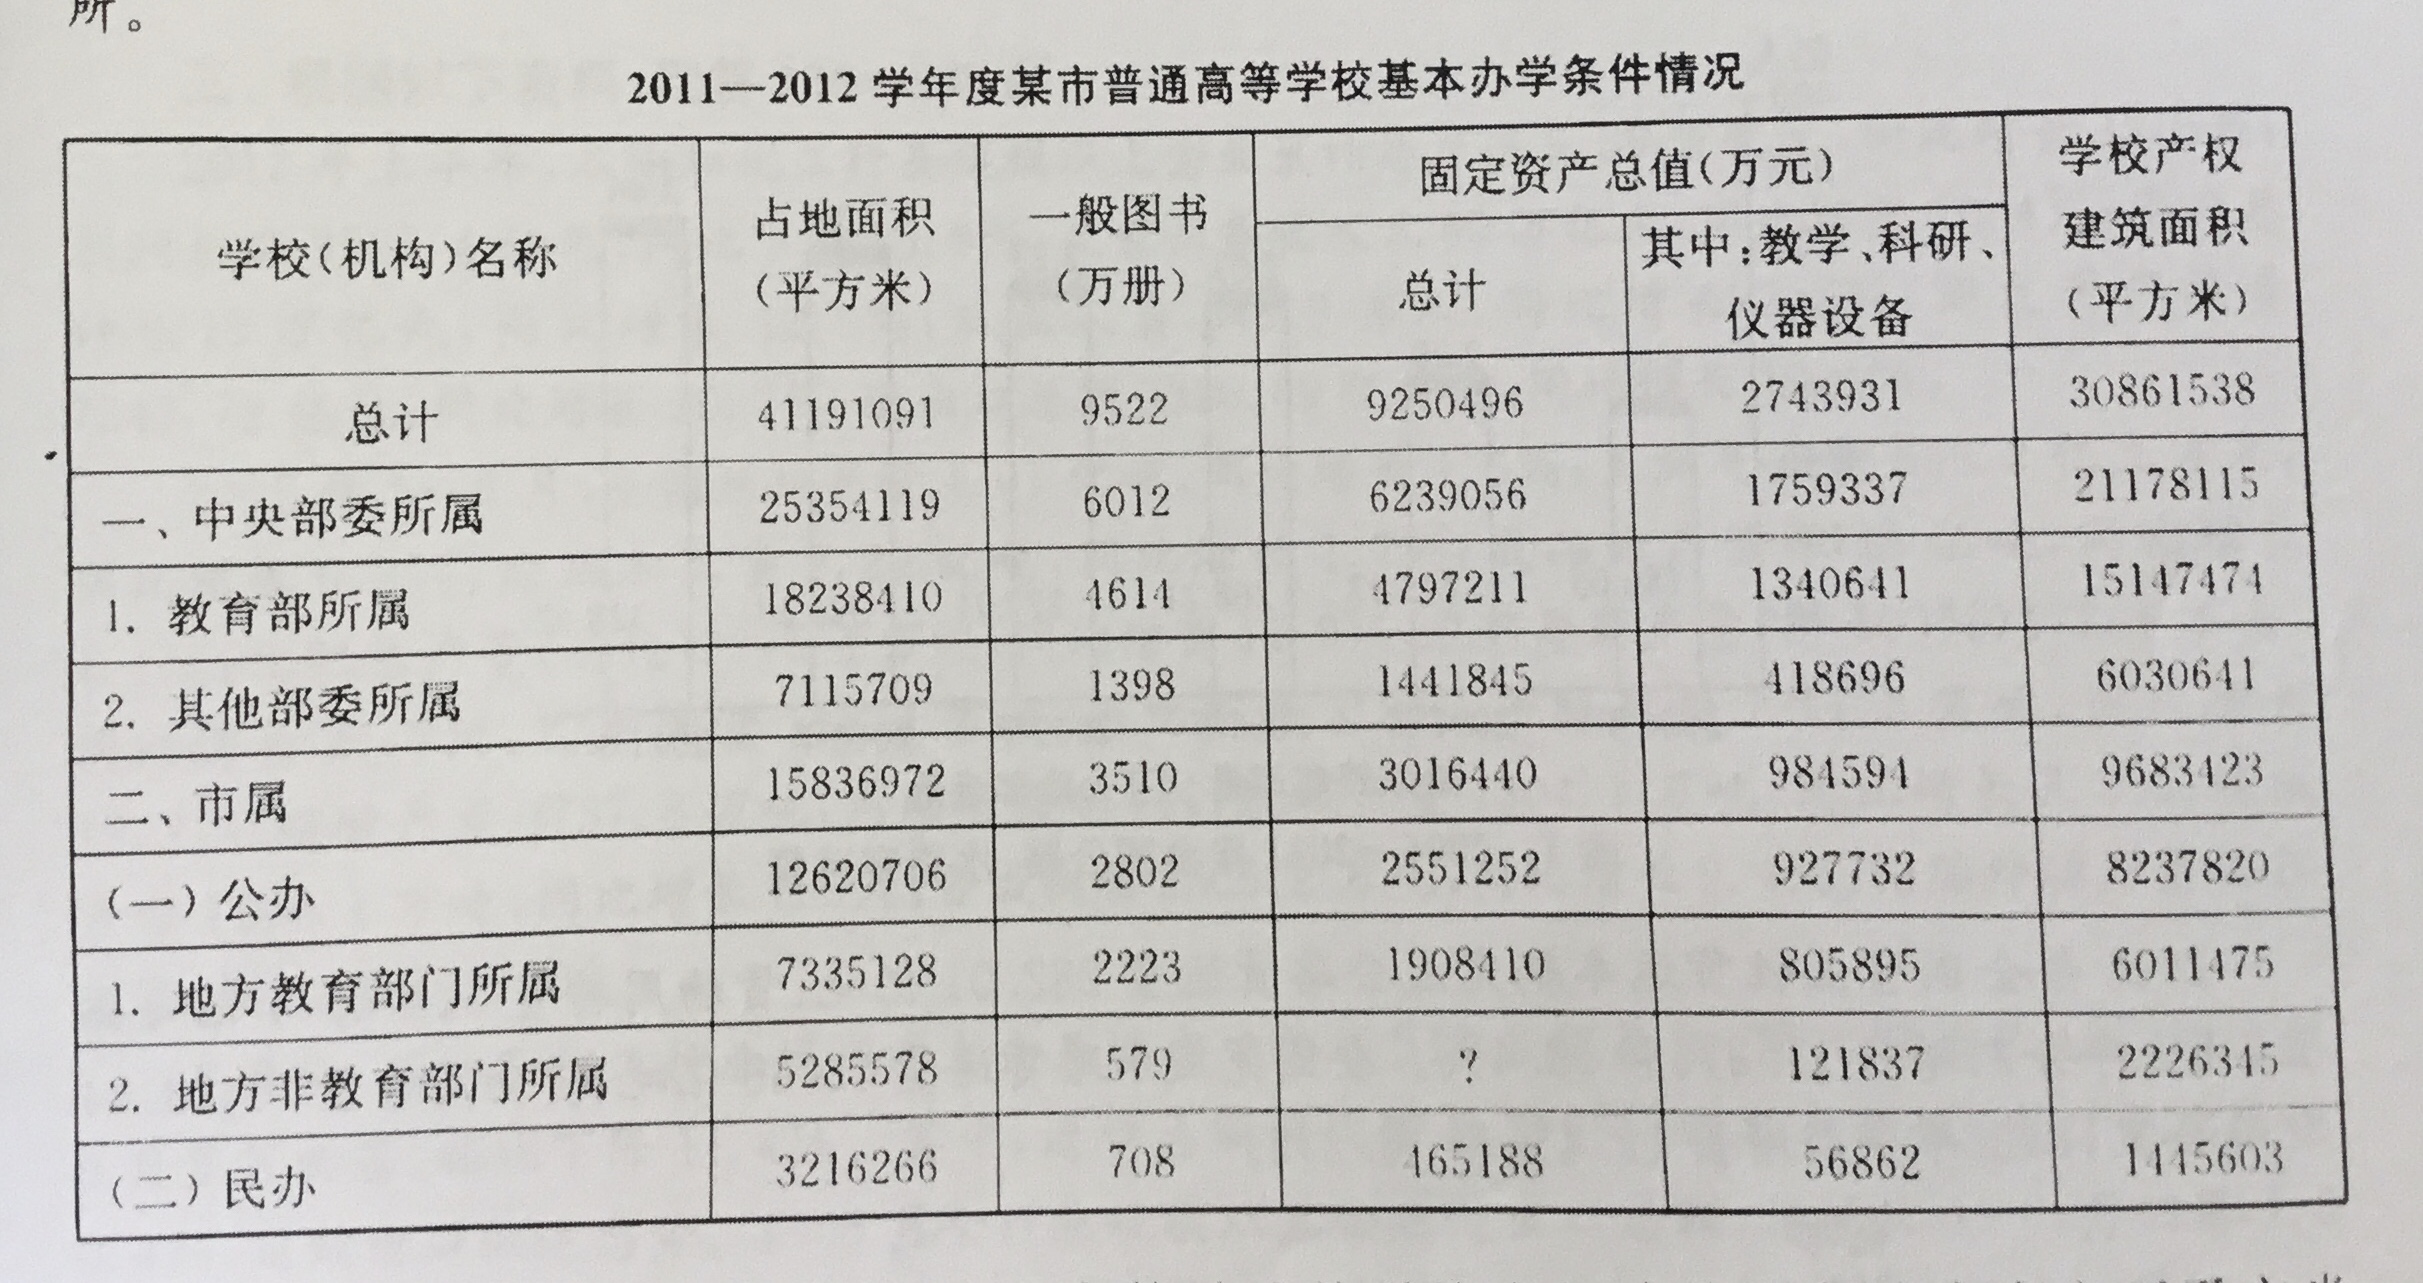 所。
2011—2012 学年度某市普通高等学校基本办学条件情况
学校(机构)名称 占地面积(平方米) 一般图书(万册) 固定资产总值(万元) 总计 其中:教学、科研、仪器设备 学校产权建筑面积(平方米)
总计 41191091 9522 9250496 2743931 30861538
一、中央部委所属 25354119 6012 6239056 1759337 21178115
1. 教育部所属 18238410 4614 4797211 1340641 15147474
2. 其他部委所属 7115709 1398 1441845 418696 6030641
二、市属 15836972 3510 3016440 984594 9683423
(一)公办 12620706 2802 2551252 927732 8237820
1. 地方教育部门所属 7335128 2223 1908410 805895 6011475
2. 地方非教育部门所属 5285578 579 ? 121837 2226345
(二)民办 3216266 708 465188 56862 1445603